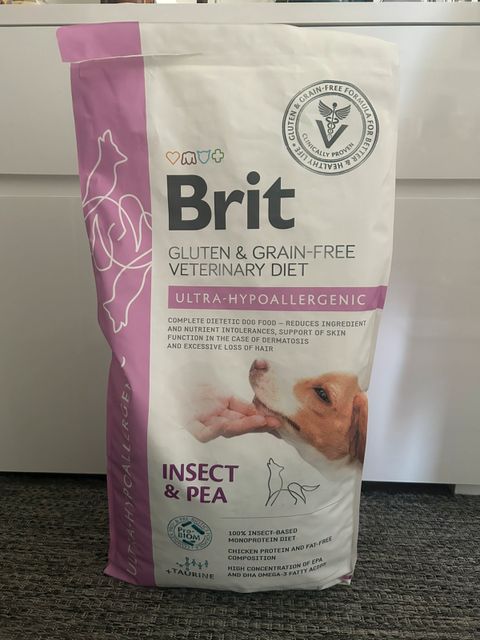 GLUTEN & GRAIN-FREE FORMULA FOR BETTER & HEALTHY LIFE
CLINICALLY PROVEN
Brit
GLUTEN & GRAIN-FREE
VETERINARY DIET
ULTRA-HYPOALLERGENIC
COMPLETE DIETETIC DOG FOOD – REDUCES INGREDIENT
AND NUTRIENT INTOLERANCES, SUPPORT OF SKIN
FUNCTION IN THE CASE OF DERMATOSIS
AND EXCESSIVE LOSS OF HAIR
ULTRA-HYPOALLERGENIC
INSECT
& PEA
Pro-
BIOM
+TAURINE
100% INSECT-BASED
MONOPROTEIN DIET
CHICKEN PROTEIN AND FAT-FREE
COMPOSITION
HIGH CONCENTRATION OF EPA
AND DHA OMEGA-3 FATTY ACIDS